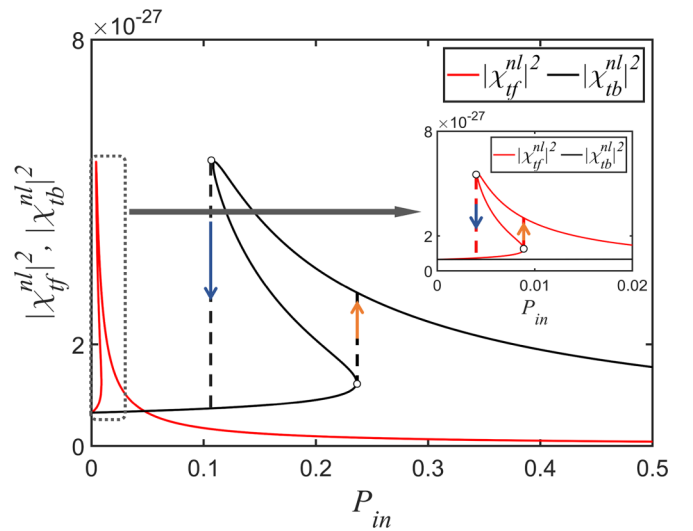 ×10⁻²⁷
8
2
0
|χ_tf^nl|², |χ_tb^nl|²
|χ_tf^nl|² |χ_tb^nl|²
×10⁻²⁷
8
|χ_tf^nl|² |χ_tb^nl|²
2
0
0 0.01 0.02
P_in
0 0.1 0.2 0.3 0.4 0.5
P_in